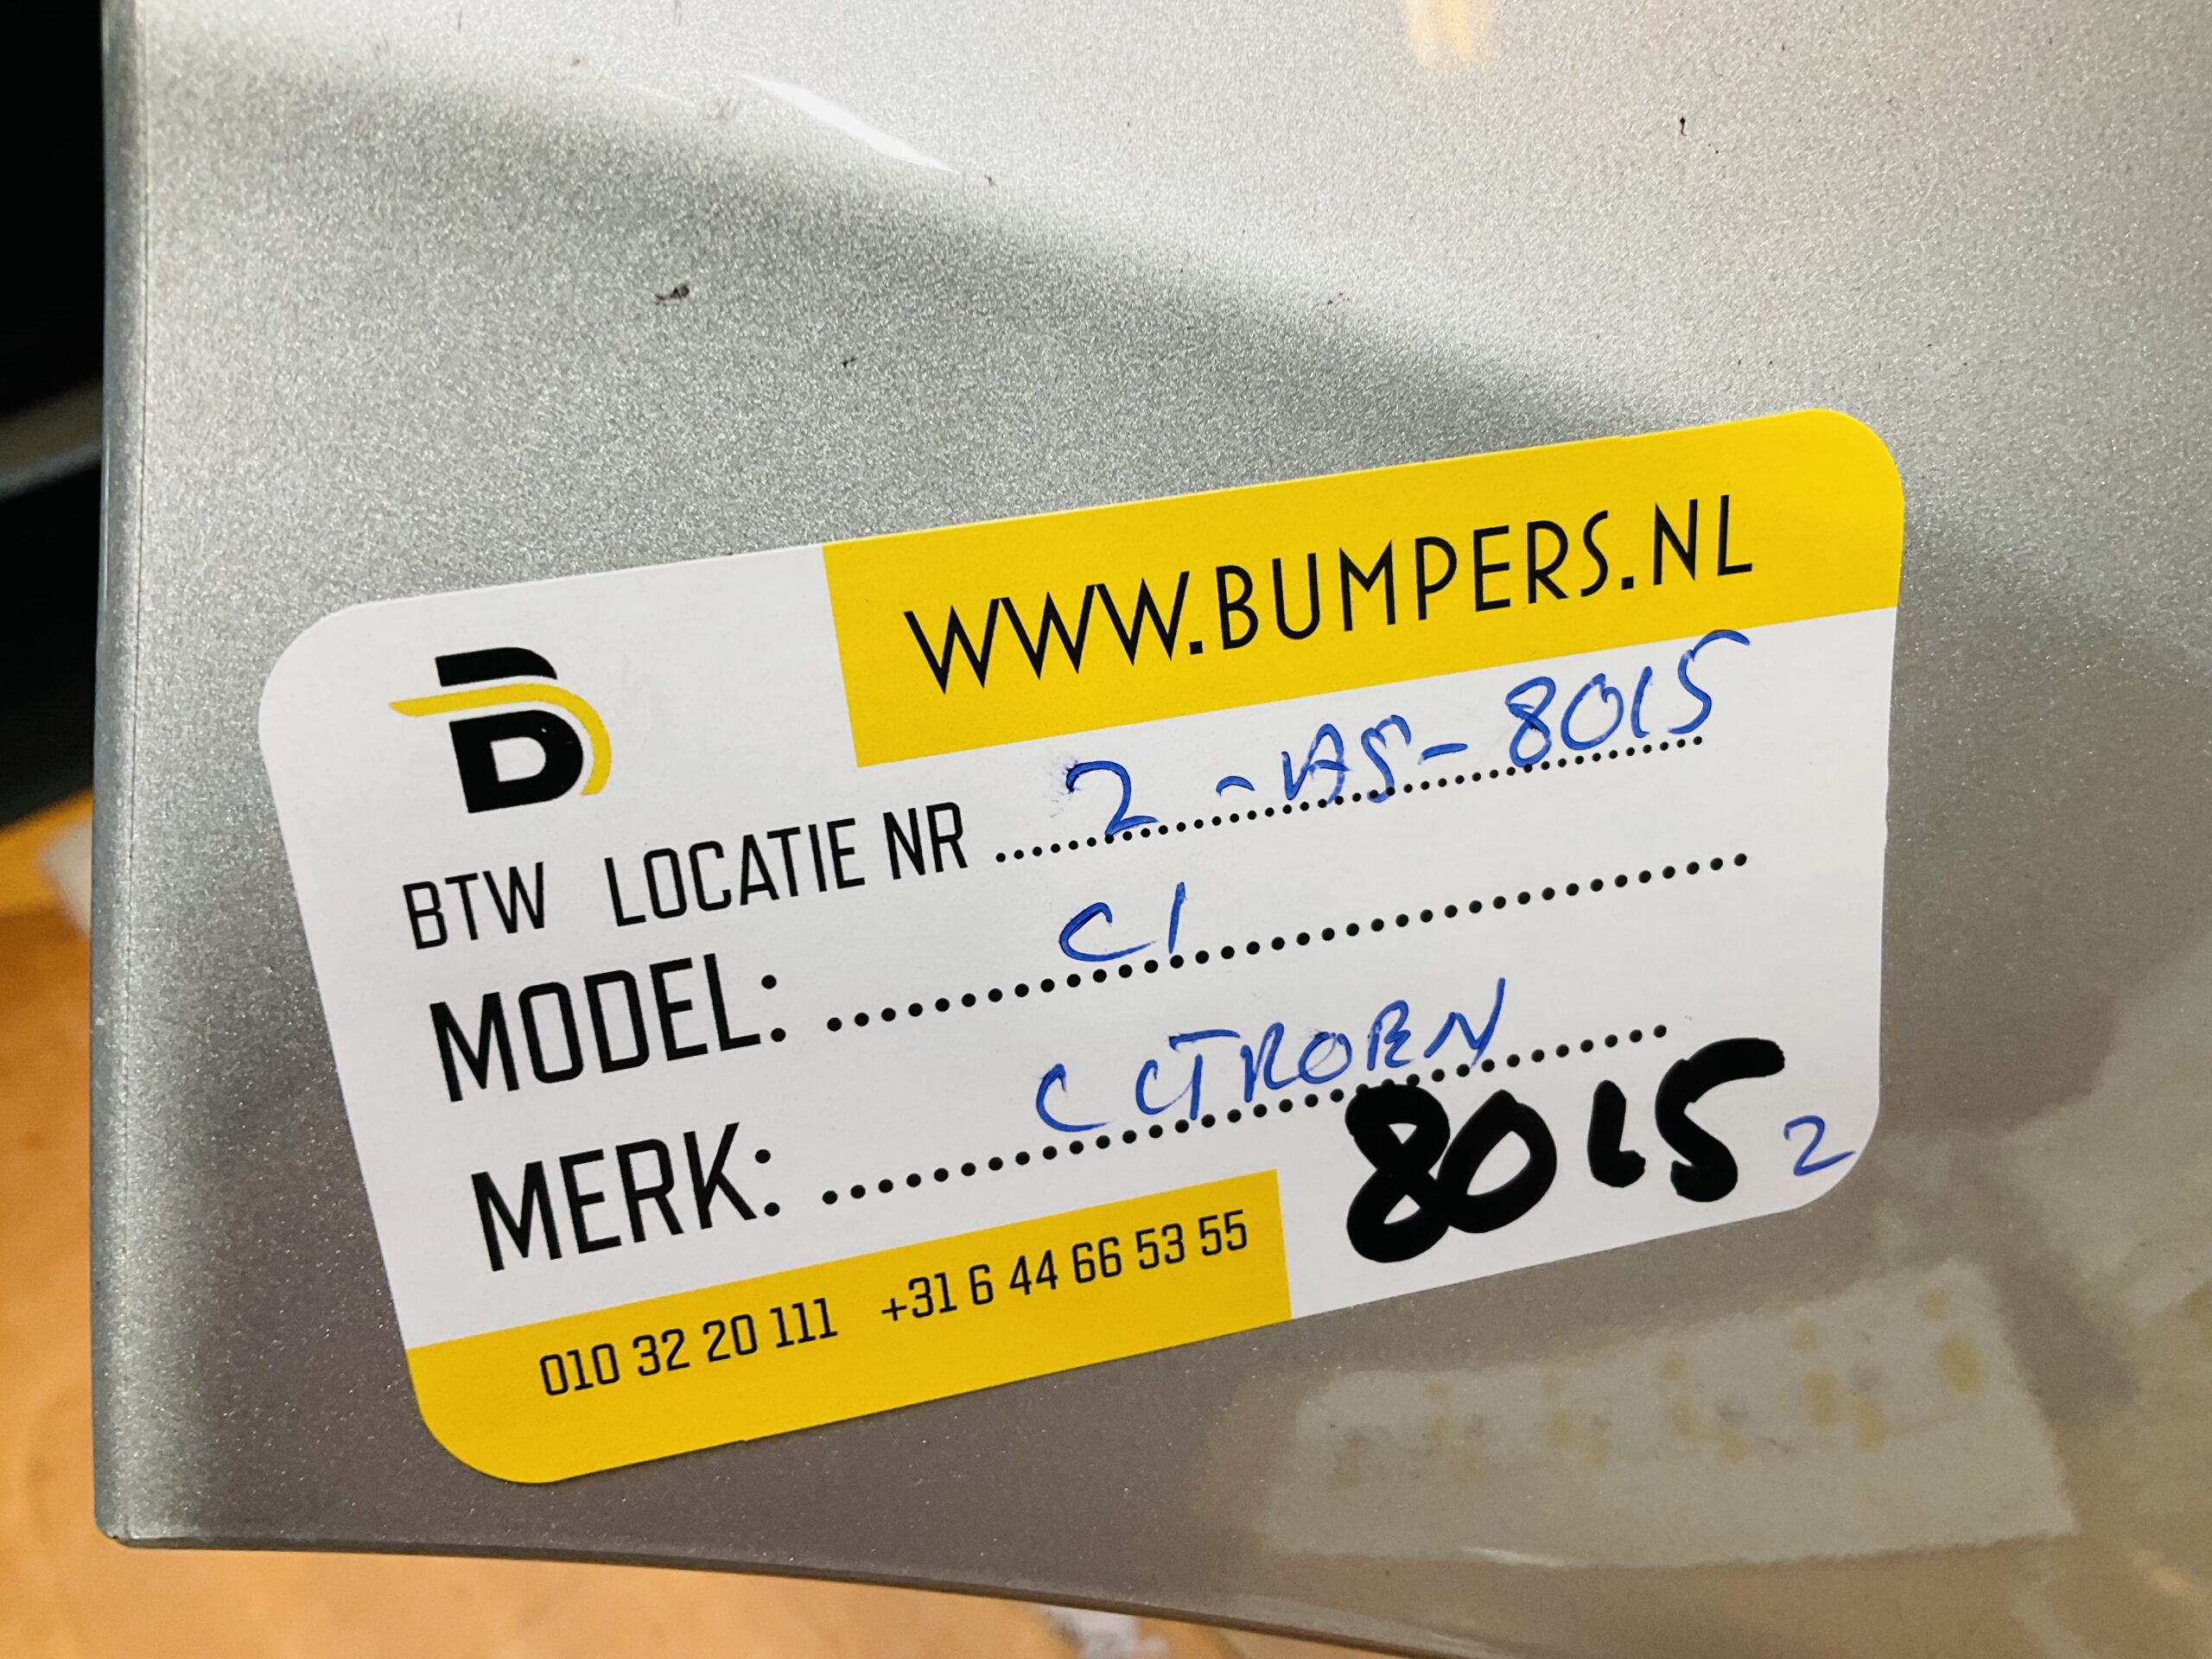 WWW.BUMPERS.NL
B
BTW LOCATIE NR 2 - AS - 8015
MODEL: C1
MERK: CITROEN
8015 2
010 32 20 111 +31 6 44 66 53 55